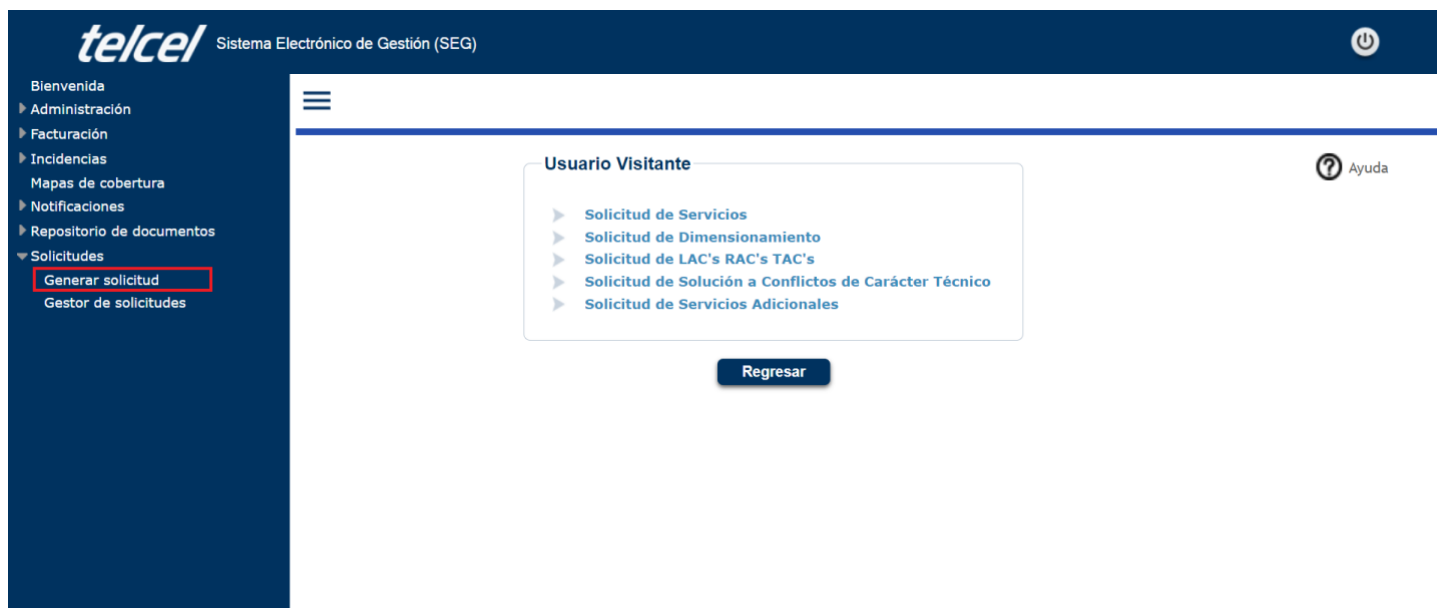 telcel Sistema Electrónico de Gestión (SEG)
Bienvenida
Administración
Facturación
Incidencias
Mapas de cobertura
Notificaciones
Repositorio de documentos
Solicitudes
Generar solicitud
Gestor de solicitudes
Usuario Visitante
Ayuda
Solicitud de Servicios
Solicitud de Dimensionamiento
Solicitud de LAC's RAC's TAC's
Solicitud de Solución a Conflictos de Carácter Técnico
Solicitud de Servicios Adicionales
Regresar